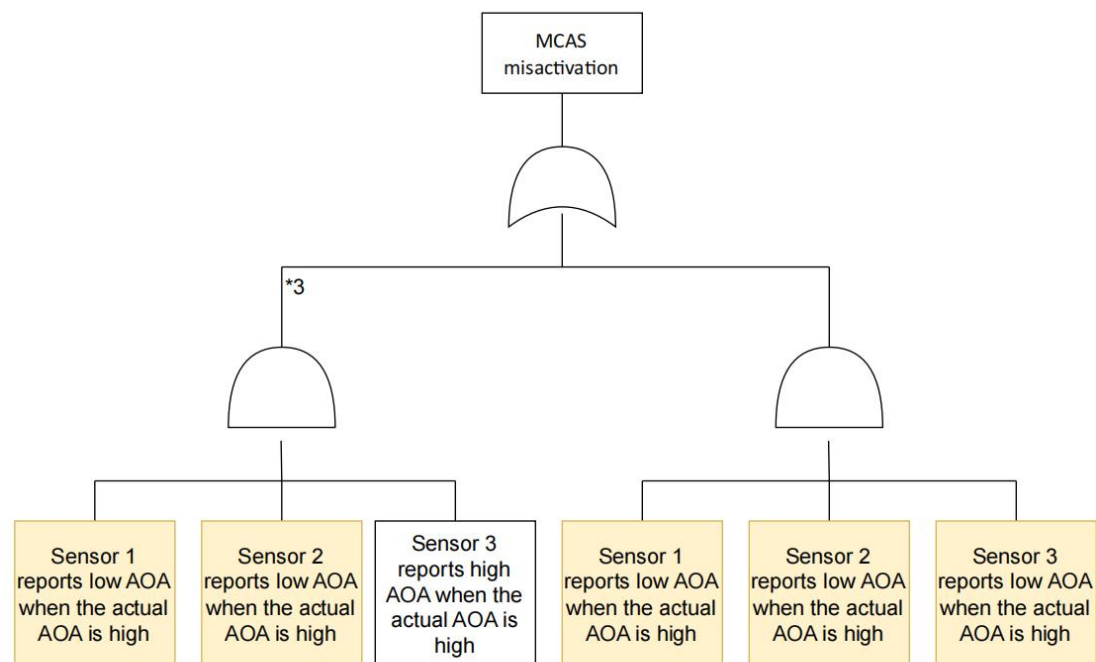 MCAS
misactivation
*3
Sensor 1
reports low AOA
when the actual
AOA is high
Sensor 2
reports low AOA
when the actual
AOA is high
Sensor 3
reports high
AOA when the
actual AOA is
high
Sensor 1
reports low AOA
when the actual
AOA is high
Sensor 2
reports low AOA
when the actual
AOA is high
Sensor 3
reports low AOA
when the actual
AOA is high